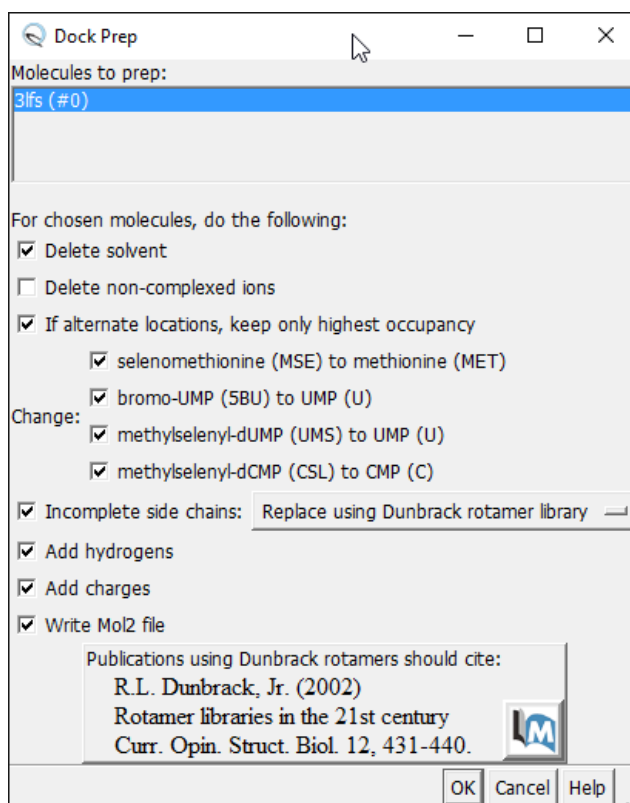 Dock Prep
Molecules to prep:
3lfs (#0)
For chosen molecules, do the following:
Delete solvent
Delete non-complexed ions
If alternate locations, keep only highest occupancy
Change:
selenomethionine (MSE) to methionine (MET)
bromo-UMP (5BU) to UMP (U)
methylselenyl-dUMP (UMS) to UMP (U)
methylselenyl-dCMP (CSL) to CMP (C)
Incomplete side chains: Replace using Dunbrack rotamer library
Add hydrogens
Add charges
Write Mol2 file
Publications using Dunbrack rotamers should cite:
R.L. Dunbrack, Jr. (2002)
Rotamer libraries in the 21st century
Curr. Opin. Struct. Biol. 12, 431-440.
LM
OK Cancel Help